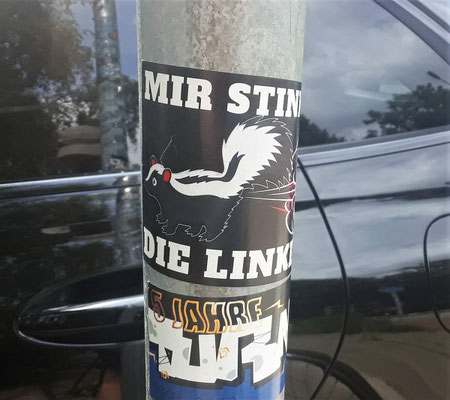 MIR STIN
DIE LINKE
5 JAHRE